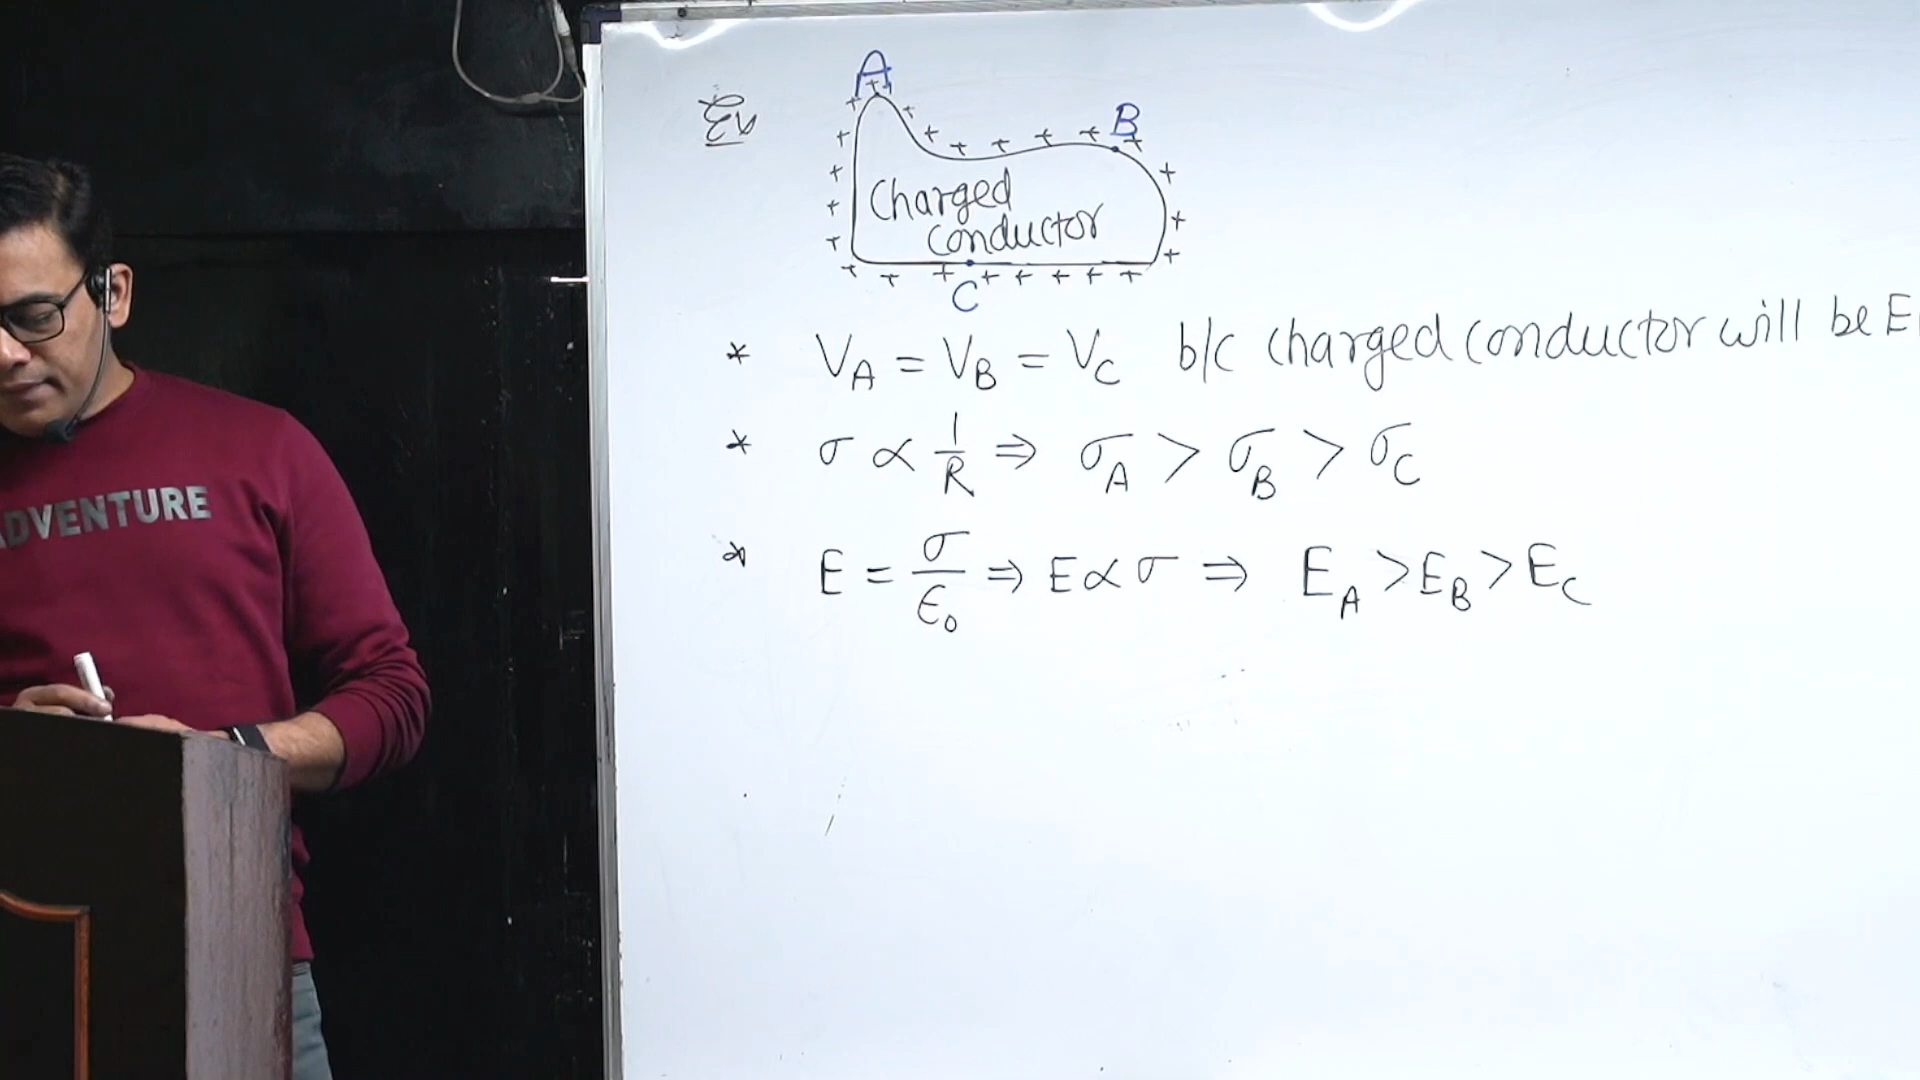 Ex
A
B
Charged
conductor
C
* V_A = V_B = V_C b/c charged conductor will be E
* σ ∝ 1/R ⇒ σ_A > σ_B > σ_C
* E = σ/ε₀ ⇒ E ∝ σ ⇒ E_A > E_B > E_C
ADVENTURE